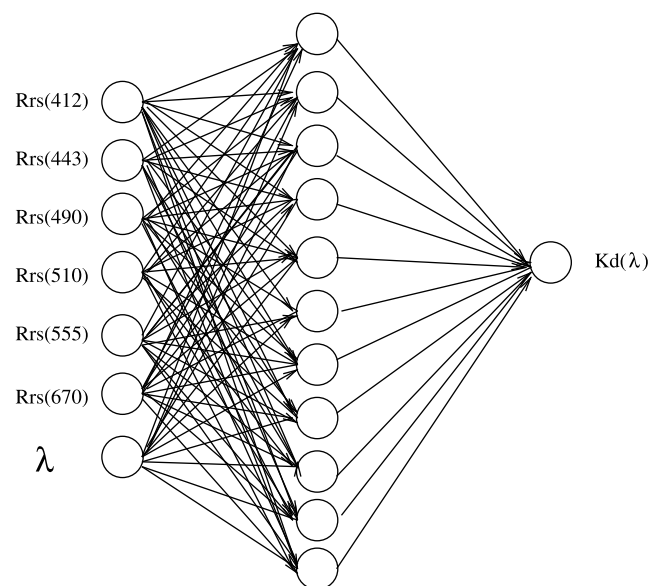 Rrs(412)
Rrs(443)
Rrs(490)
Rrs(510)
Rrs(555)
Rrs(670)
λ
Kd(λ)